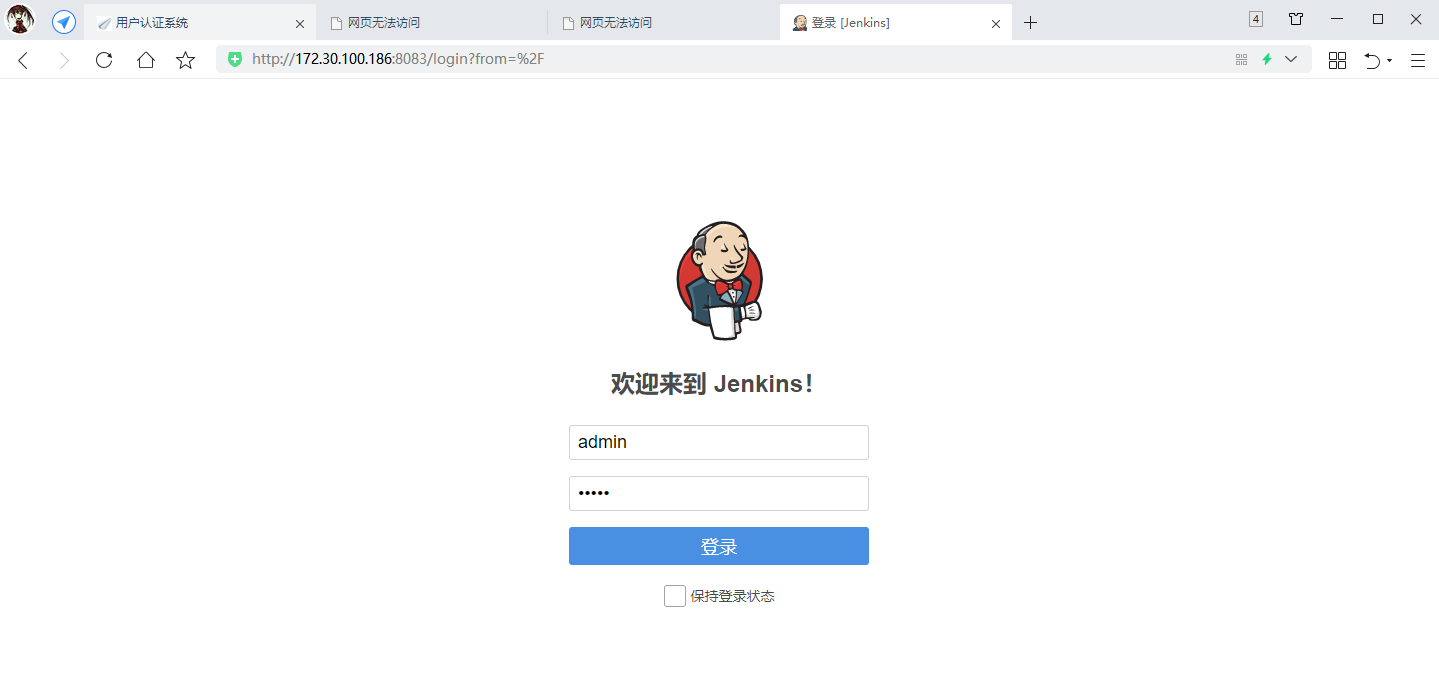 用户认证系统
网页无法访问
网页无法访问
登录 [Jenkins]
4
http://172.30.100.186:8083/login?from=%2F
欢迎来到 Jenkins！
admin
•••••
登录
保持登录状态